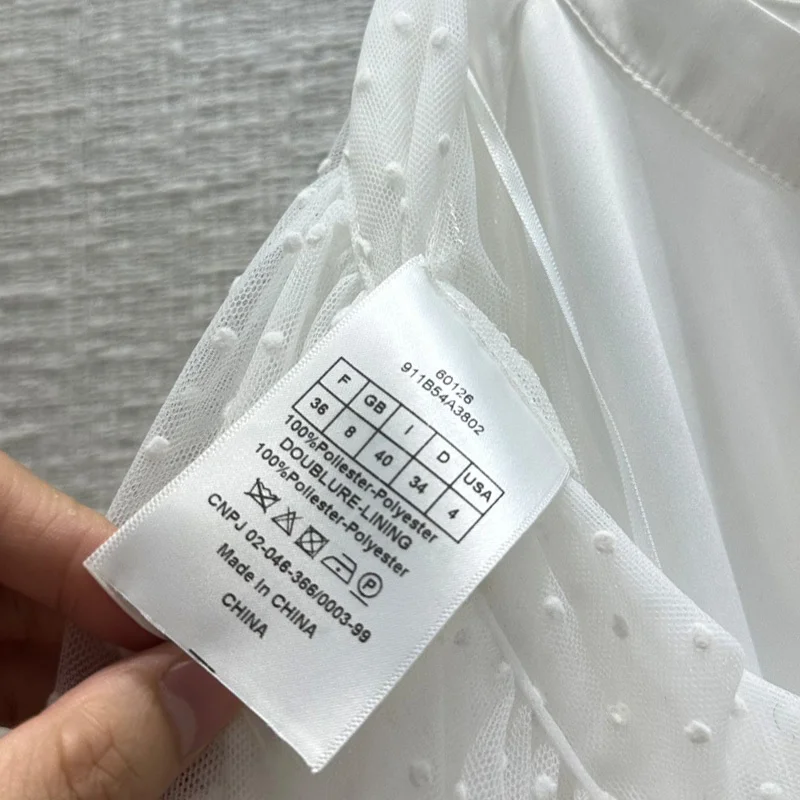 60126
911B54A3802
F GB I D USA
36 8 40 34 4
100%Poliester-Polyester
DOUBLURE-LINING
100%Poliester-Polyester
P
CNPJ 02-046-366/0003-99
Made In CHINA
CHINA